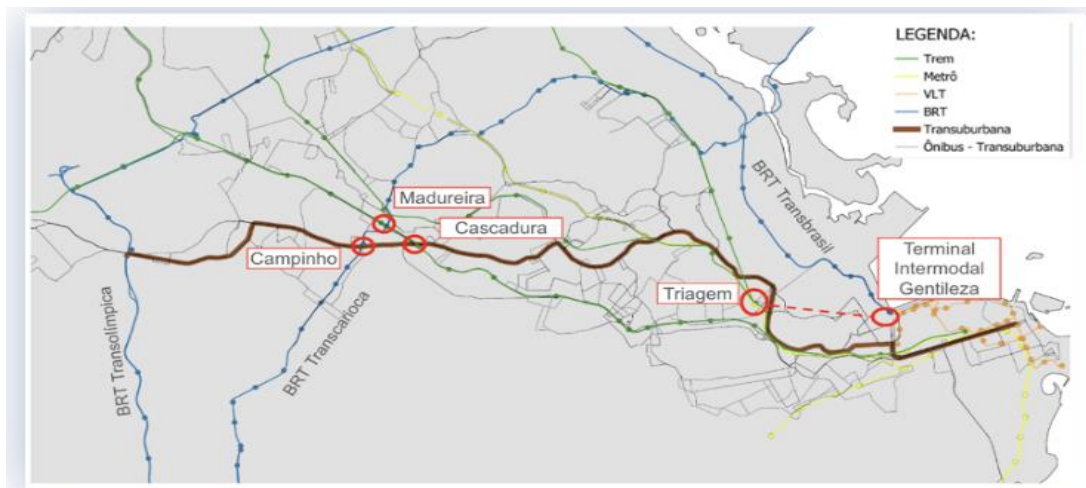 LEGENDA:
Trem
Metrô
VLT
BRT
Transuburbana
Ônibus - Transuburbana
Madureira
Cascadura
Campinho
BRT Transolímpica
BRT Transcarioca
BRT Transbrasil
Triagem
Terminal
Intermodal
Gentileza